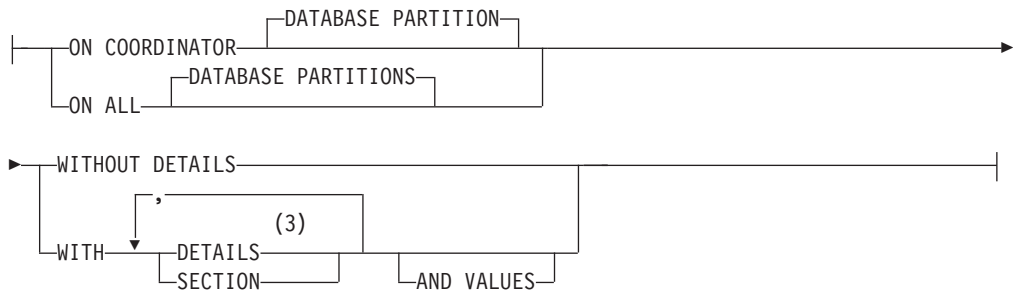 DATABASE PARTITION
ON COORDINATOR
DATABASE PARTITIONS
ON ALL
WITHOUT DETAILS
,
(3)
WITH DETAILS
SECTION AND VALUES